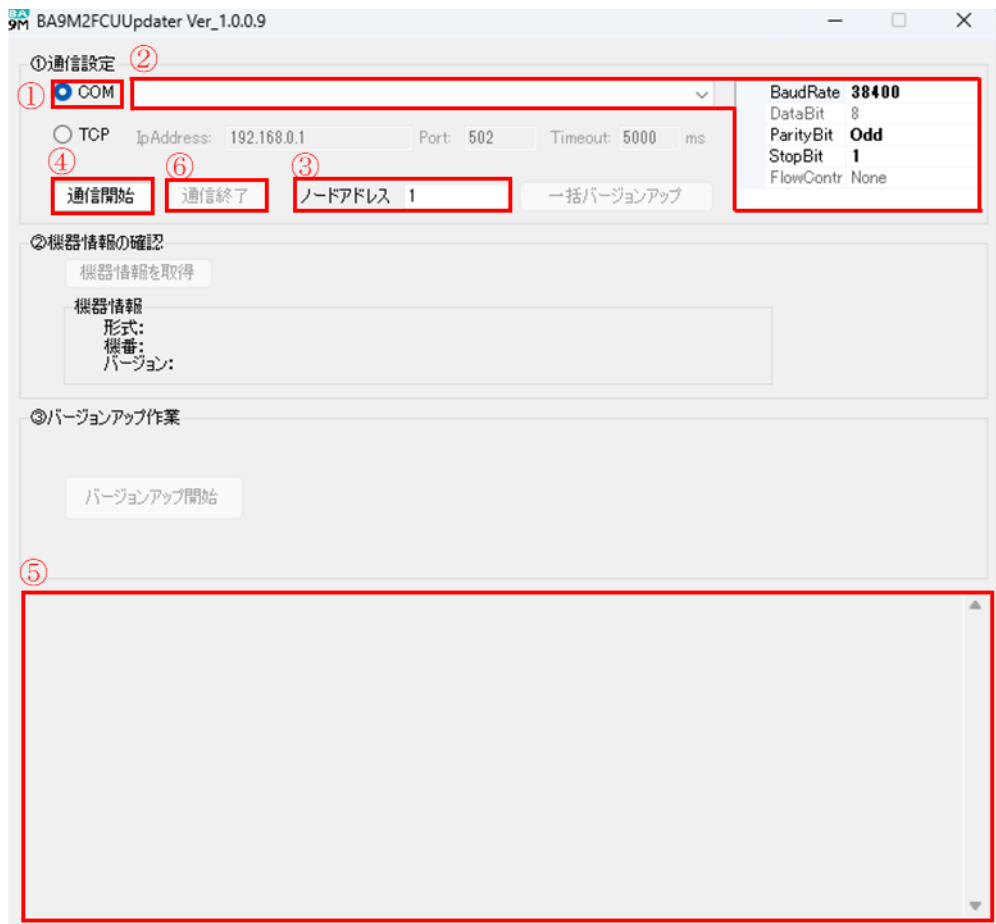 BA9M BA9M2FCUUpdater Ver_1.0.0.9
①通信設定 ②
① COM
BaudRate 38400
DataBit 8
ParityBit Odd
StopBit 1
FlowContr None
TCP IpAddress: 192.168.0.1 Port: 502 Timeout: 5000 ms
④ ⑥ ③
通信開始 通信終了 ノードアドレス 1 一括バージョンアップ
②機器情報の確認
機器情報を取得
機器情報
形式:
機番:
バージョン:
③バージョンアップ作業
バージョンアップ開始
⑤